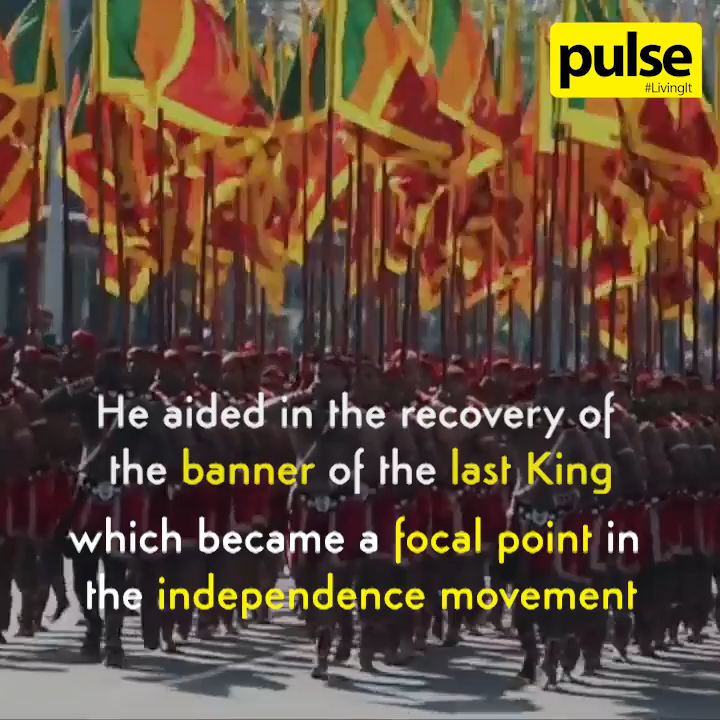 pulse
#LivingIt
He aided in the recovery of
the banner of the last King
which became a focal point in
the independence movement